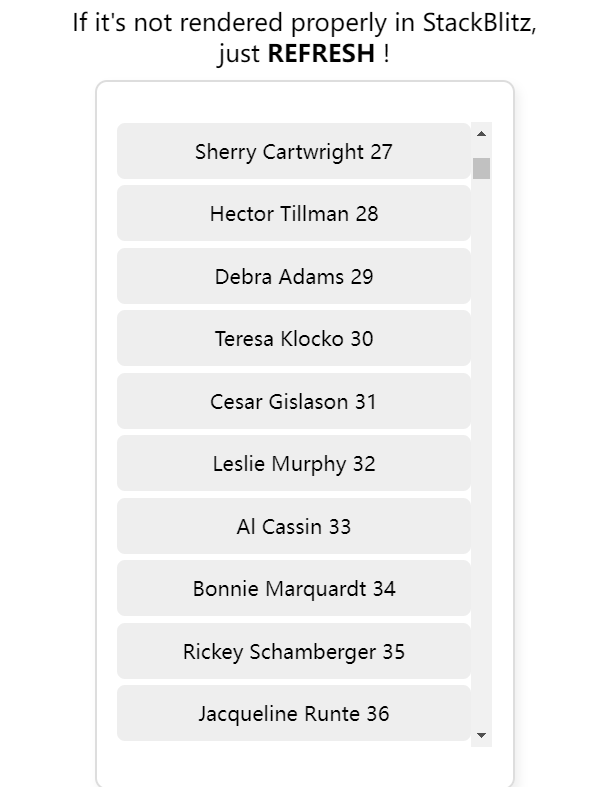 If it's not rendered properly in StackBlitz,
just REFRESH !
Sherry Cartwright 27
Hector Tillman 28
Debra Adams 29
Teresa Klocko 30
Cesar Gislason 31
Leslie Murphy 32
Al Cassin 33
Bonnie Marquardt 34
Rickey Schamberger 35
Jacqueline Runte 36